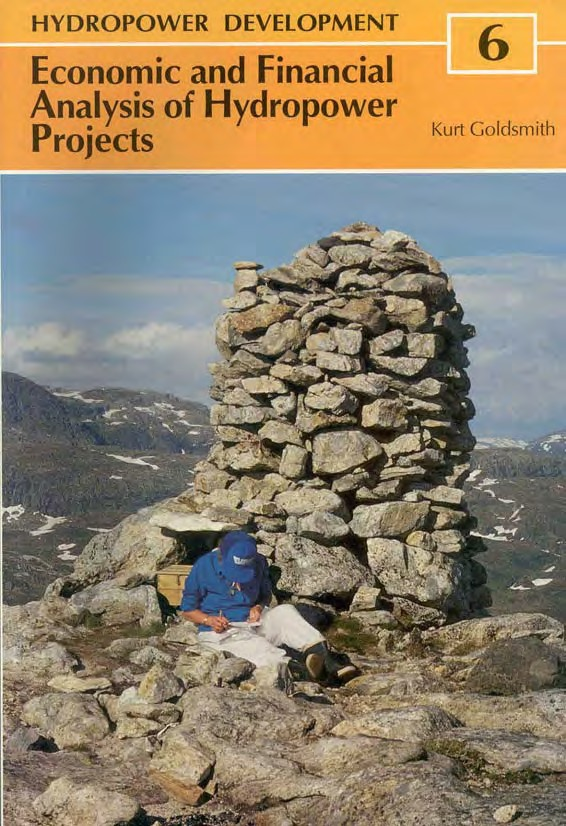 HYDROPOWER DEVELOPMENT
6
Economic and Financial
Analysis of Hydropower
Projects
Kurt Goldsmith